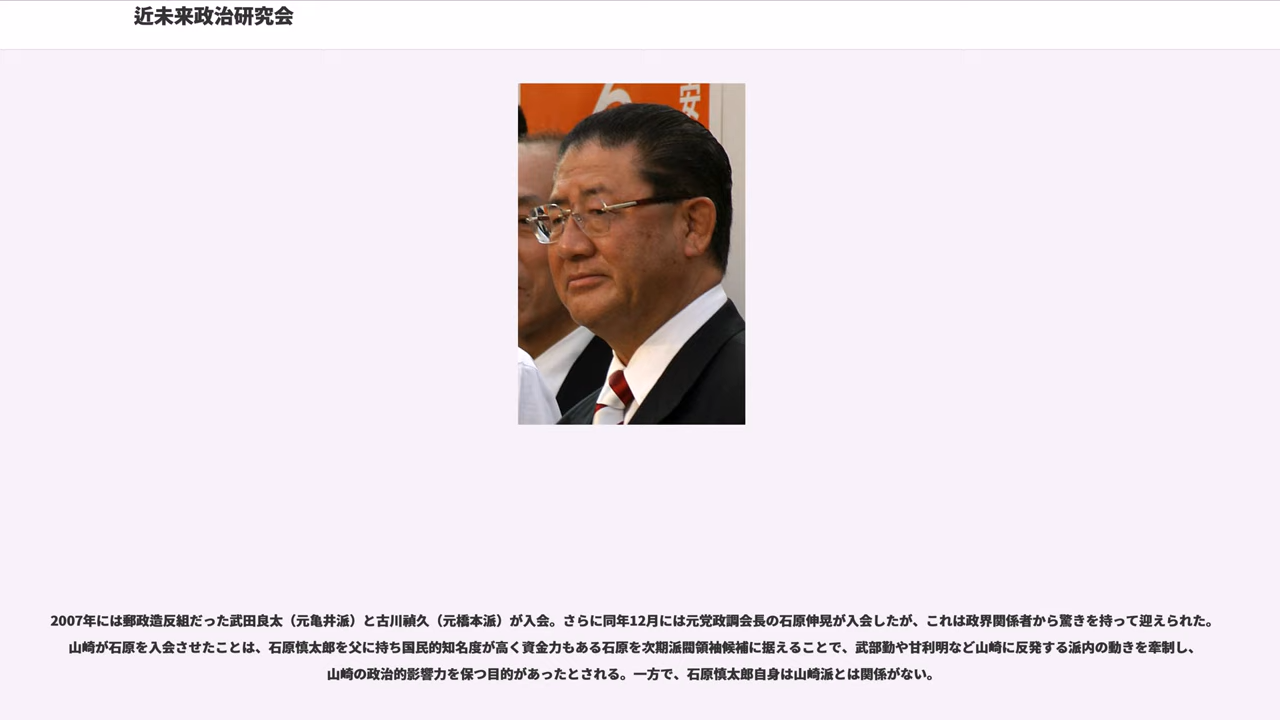 近未来政治研究会
安
2007年には郵政造反組だった武田良太（元亀井派）と古川禎久（元橋本派）が入会。さらに同年12月には元党政調会長の石原伸晃が入会したが、これは政界関係者から驚きを持って迎えられた。
山崎が石原を入会させたことは、石原慎太郎を父に持ち国民的知名度が高く資金力もある石原を次期派閥領袖候補に据えることで、武部勤や甘利明など山崎に反発する派内の動きを牽制し、
山崎の政治的影響力を保つ目的があったとされる。一方で、石原慎太郎自身は山崎派とは関係がない。